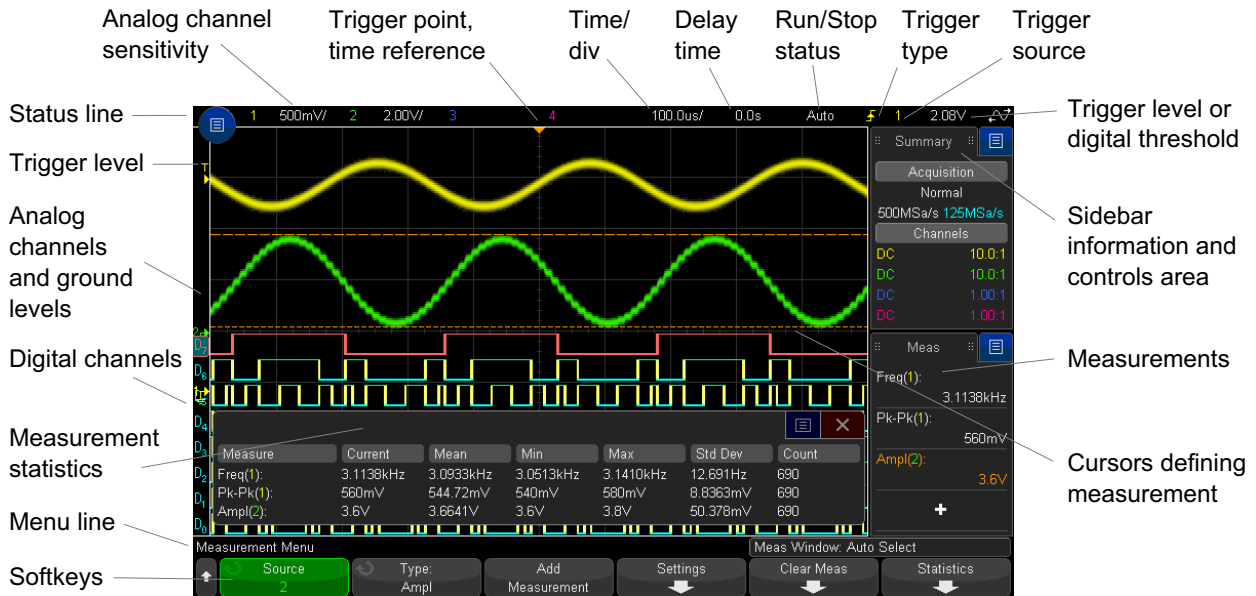 Analog channel
sensitivity
Trigger point,
time reference
Time/
div
Delay
time
Run/Stop
status
Trigger
type
Trigger
source
Status line
Trigger level
Analog
channels
and ground
levels
Digital channels
Measurement
statistics
Menu line
Softkeys
1 500mV/ 2 2.00V/ 3 4 100.0us/ 0.0s Auto 1 2.08V
T
2
D7
D6
D4
D3
D2
D1
D0
Summary
Acquisition
Normal
500MSa/s 125MSa/s
Channels
DC 10.0:1
DC 10.0:1
DC 1.00:1
DC 1.00:1
Meas
Freq(1):
3.1138kHz
Pk-Pk(1):
560mV
Ampl(2):
3.6V
Measure Current Mean Min Max Std Dev Count
Freq(1): 3.1138kHz 3.0933kHz 3.0513kHz 3.1410kHz 12.691Hz 690
Pk-Pk(1): 560mV 544.72mV 540mV 580mV 8.8363mV 690
Ampl(2): 3.6V 3.6641V 3.6V 3.8V 50.378mV 690
Measurement Menu
Meas Window: Auto Select
Source
2
Type:
Ampl
Add
Measurement
Settings
Clear Meas
Statistics
Trigger level or
digital threshold
Sidebar
information and
controls area
Measurements
Cursors defining
measurement